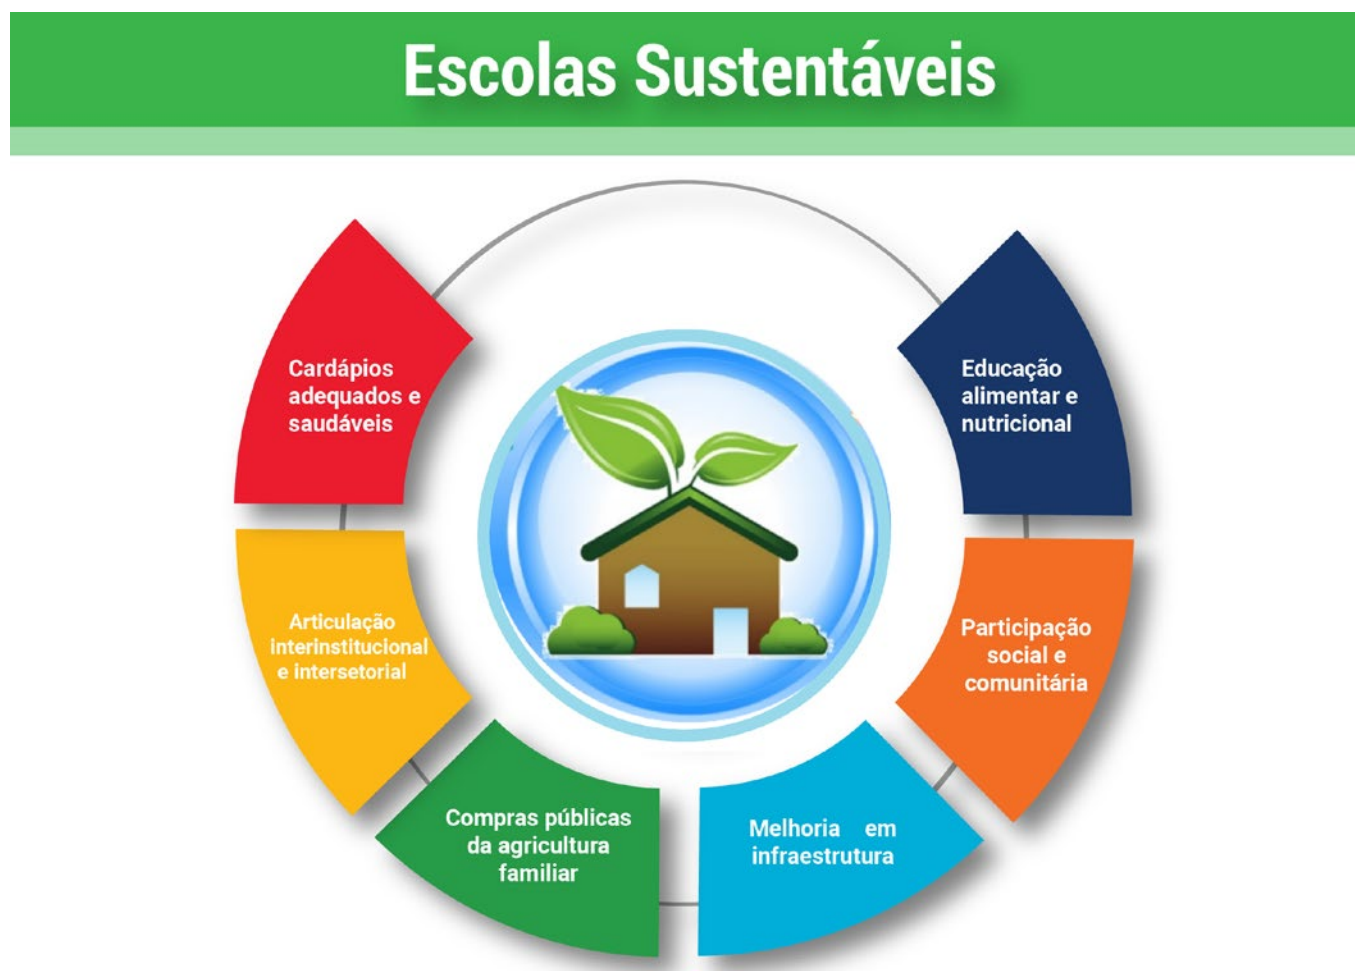 Escolas Sustentáveis
Cardápios
adequados e
saudáveis
Educação
alimentar e
nutricional
Articulação
interinstitucional
e intersetorial
Participação
social e
comunitária
Compras públicas
da agricultura
familiar
Melhoria em
infraestrutura